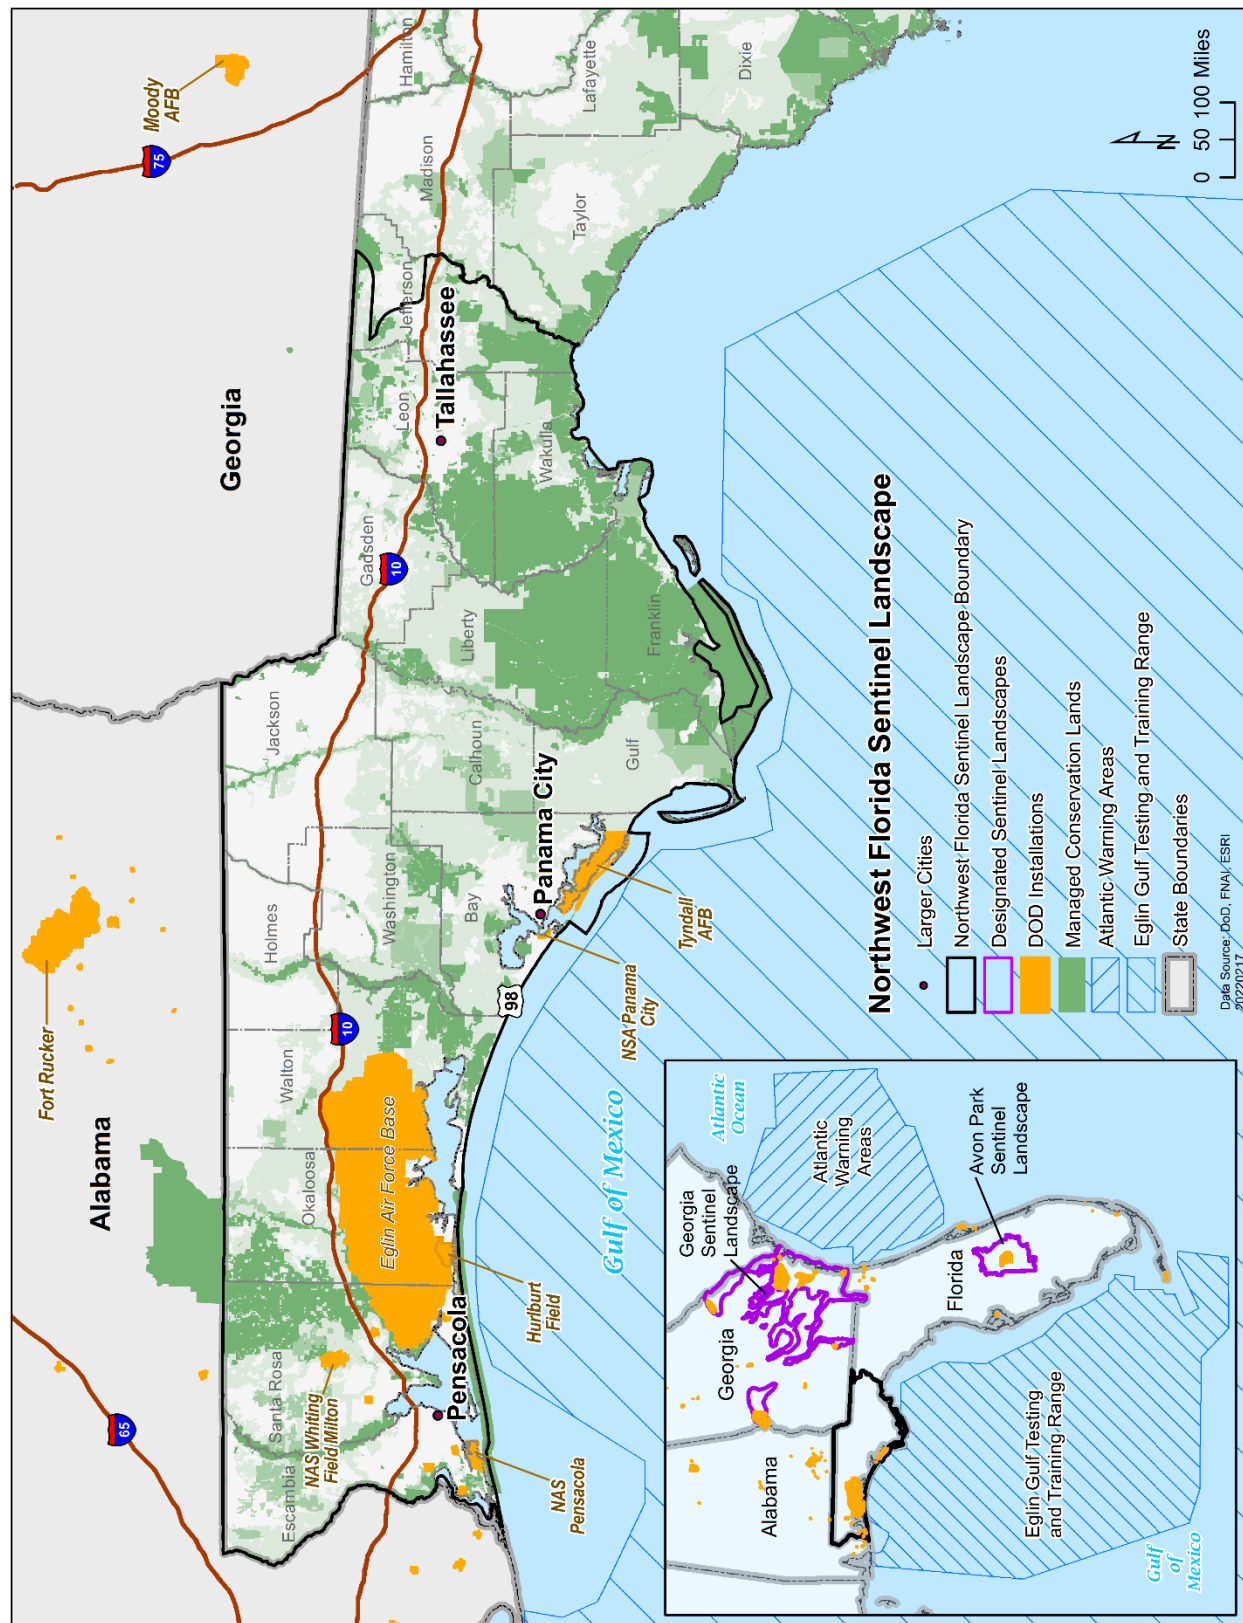 Alabama
Georgia
Fort Rucker
Moody
AFB
65
75
10
10
98
Escambia
Santa Rosa
Okaloosa
Walton
Holmes
Jackson
Washington
Bay
Calhoun
Gulf
Liberty
Gadsden
Franklin
Leon
Wakulla
Jefferson
Madison
Taylor
Hamilton
Lafayette
Dixie
NAS Whiting
Field Milton
Eglin Air Force Base
Pensacola
NAS
Pensacola
Hurlburt
Field
Panama City
NSA Panama
City
Tyndall
AFB
Tallahassee
Gulf of Mexico
N
0 50 100 Miles
Northwest Florida Sentinel Landscape
Larger Cities
Northwest Florida Sentinel Landscape Boundary
Designated Sentinel Landscapes
DOD Installations
Managed Conservation Lands
Atlantic Warning Areas
Eglin Gulf Testing and Training Range
State Boundaries
Data Source: DoD, FNAI, ESRI
20220217
Alabama
Georgia
Georgia
Sentinel
Landscape
Atlantic
Ocean
Atlantic
Warning
Areas
Florida
Avon Park
Sentinel
Landscape
Eglin Gulf Testing
and Training Range
Gulf
of
Mexico